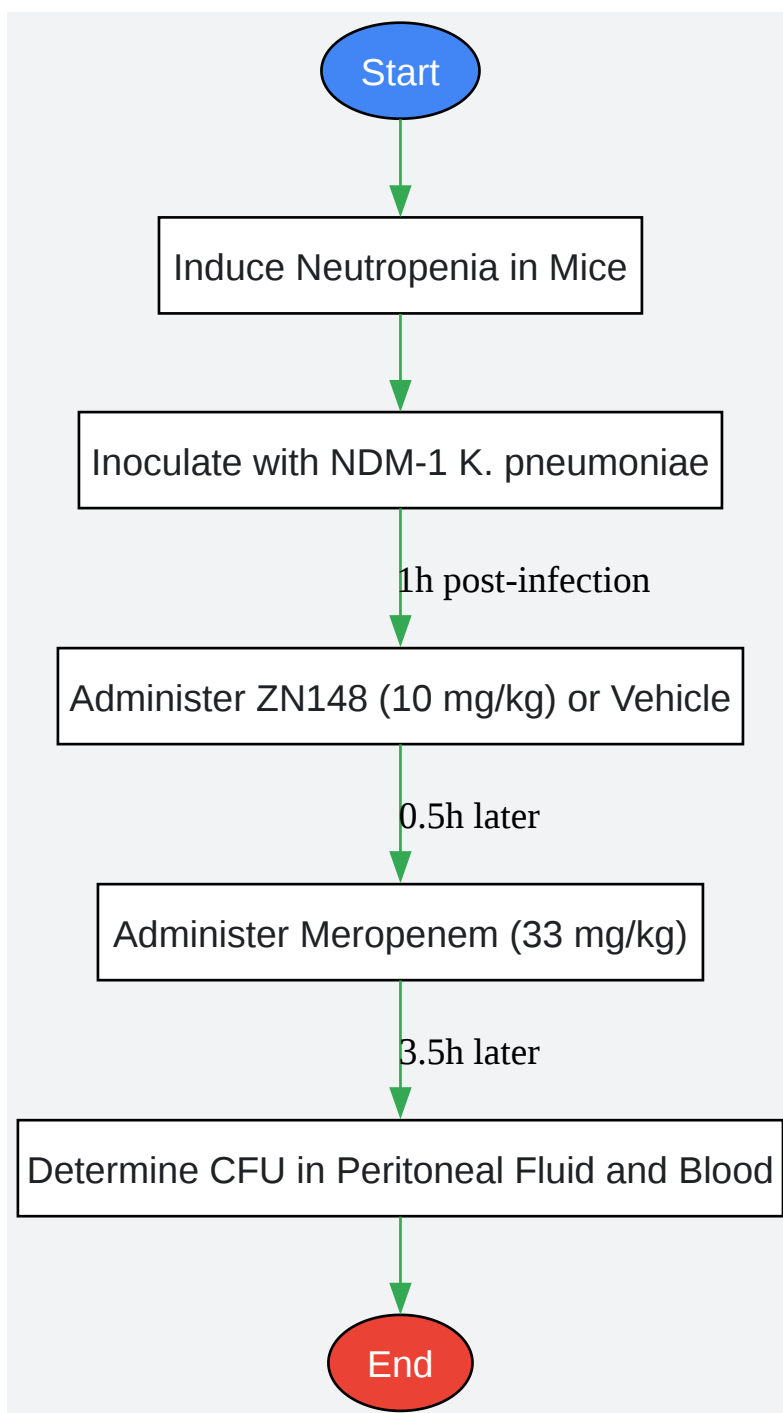 Start
Induce Neutropenia in Mice
Inoculate with NDM-1 K. pneumoniae
1h post-infection
Administer ZN148 (10 mg/kg) or Vehicle
0.5h later
Administer Meropenem (33 mg/kg)
3.5h later
Determine CFU in Peritoneal Fluid and Blood
End